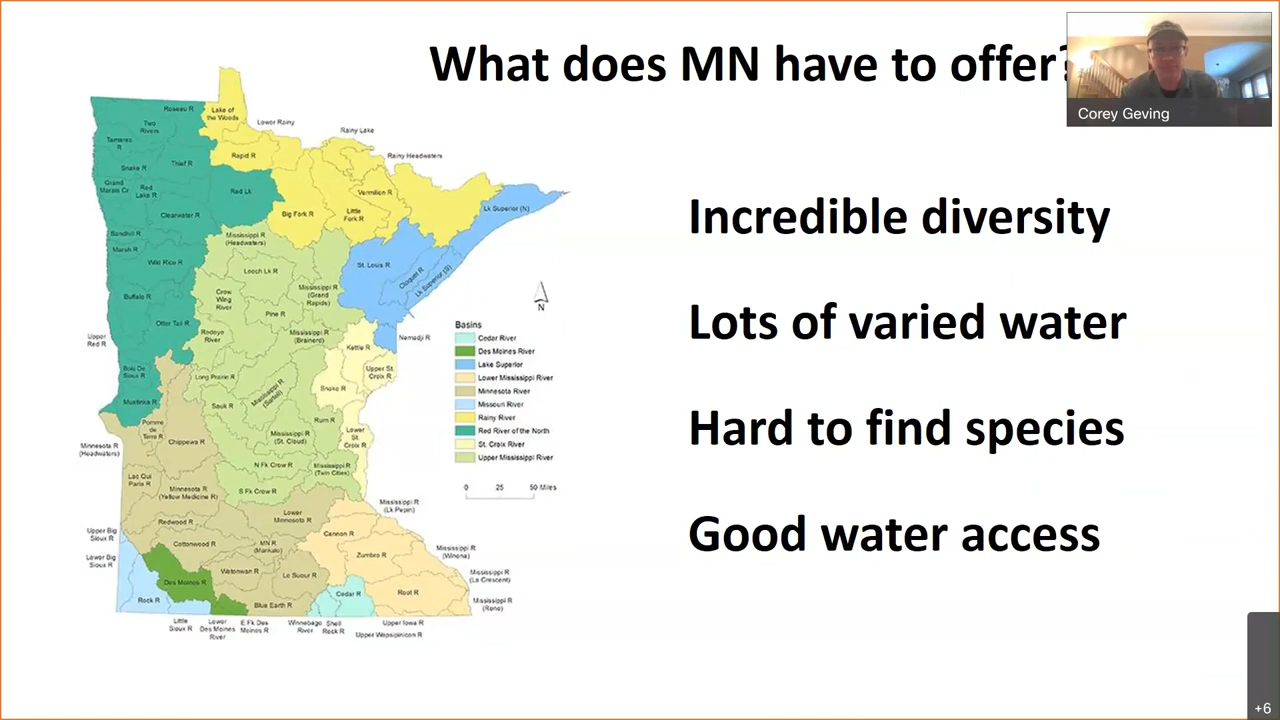 What does MN have to offer?
Corey Geving
Incredible diversity
Lots of varied water
Hard to find species
Good water access
Roseau R
Lake of
the Woods
Lower Rainy
Two
Rivers
Rainy Lake
Tamarac
R
Rapid R
Rainy Headwaters
Snake R
Thief R
Grand
Marais Cr
Red
Lake R
Red Lk
Vermilion R
Clearwater R
Big Fork R
Little
Fork R
Lk Superior (N)
Sandhill R
Mississippi R
(Headwaters)
Marsh R
Wild Rice R
Leech Lk R
St. Louis R
Cloquet R
Lk Superior (S)
Buffalo R
Crow
Wing
River
Mississippi R
(Grand
Rapids)
Pine R
N
Otter Tail R
Upper
Red R
Redeye
River
Mississippi R
(Brainerd)
Nemadji R
Kettle R
Bois De
Sioux R
Long Prairie R
Upper St.
Croix R
Mustinka R
Sauk R
Mississippi R
(Sartell)
Snake R
Pomme
de
Terre R
Rum R
Lower
St.
Croix R
Minnesota R
(Headwaters)
Chippewa R
Mississippi R
(St. Cloud)
N Fk Crow R
Mississippi R
(Twin Cities)
Lac Qui
Parle R
Minnesota R
(Yellow Medicine R)
S Fk Crow R
Mississippi R
(Lk Pepin)
Redwood R
Lower
Minnesota R
Upper Big
Sioux R
Cannon R
Cottonwood R
MN R
(Mankato)
Mississippi R
(Winona)
Lower Big
Sioux R
Zumbro R
Watonwan R
Le Sueur R
Mississippi R
(La Crescent)
Des Moines R
Rock R
Blue Earth R
Cedar R
Root R
Mississippi R
(Reno)
Little
Sioux R
Lower
Des Moines
River
E Fk Des
Moines R
Winnebago
River
Shell
Rock R
Upper Iowa R
Upper Wapsipinicon R
Basins
Cedar River
Des Moines River
Lake Superior
Lower Mississippi River
Minnesota River
Missouri River
Rainy River
Red River of the North
St. Croix River
Upper Mississippi River
0 25 50 Miles
+6